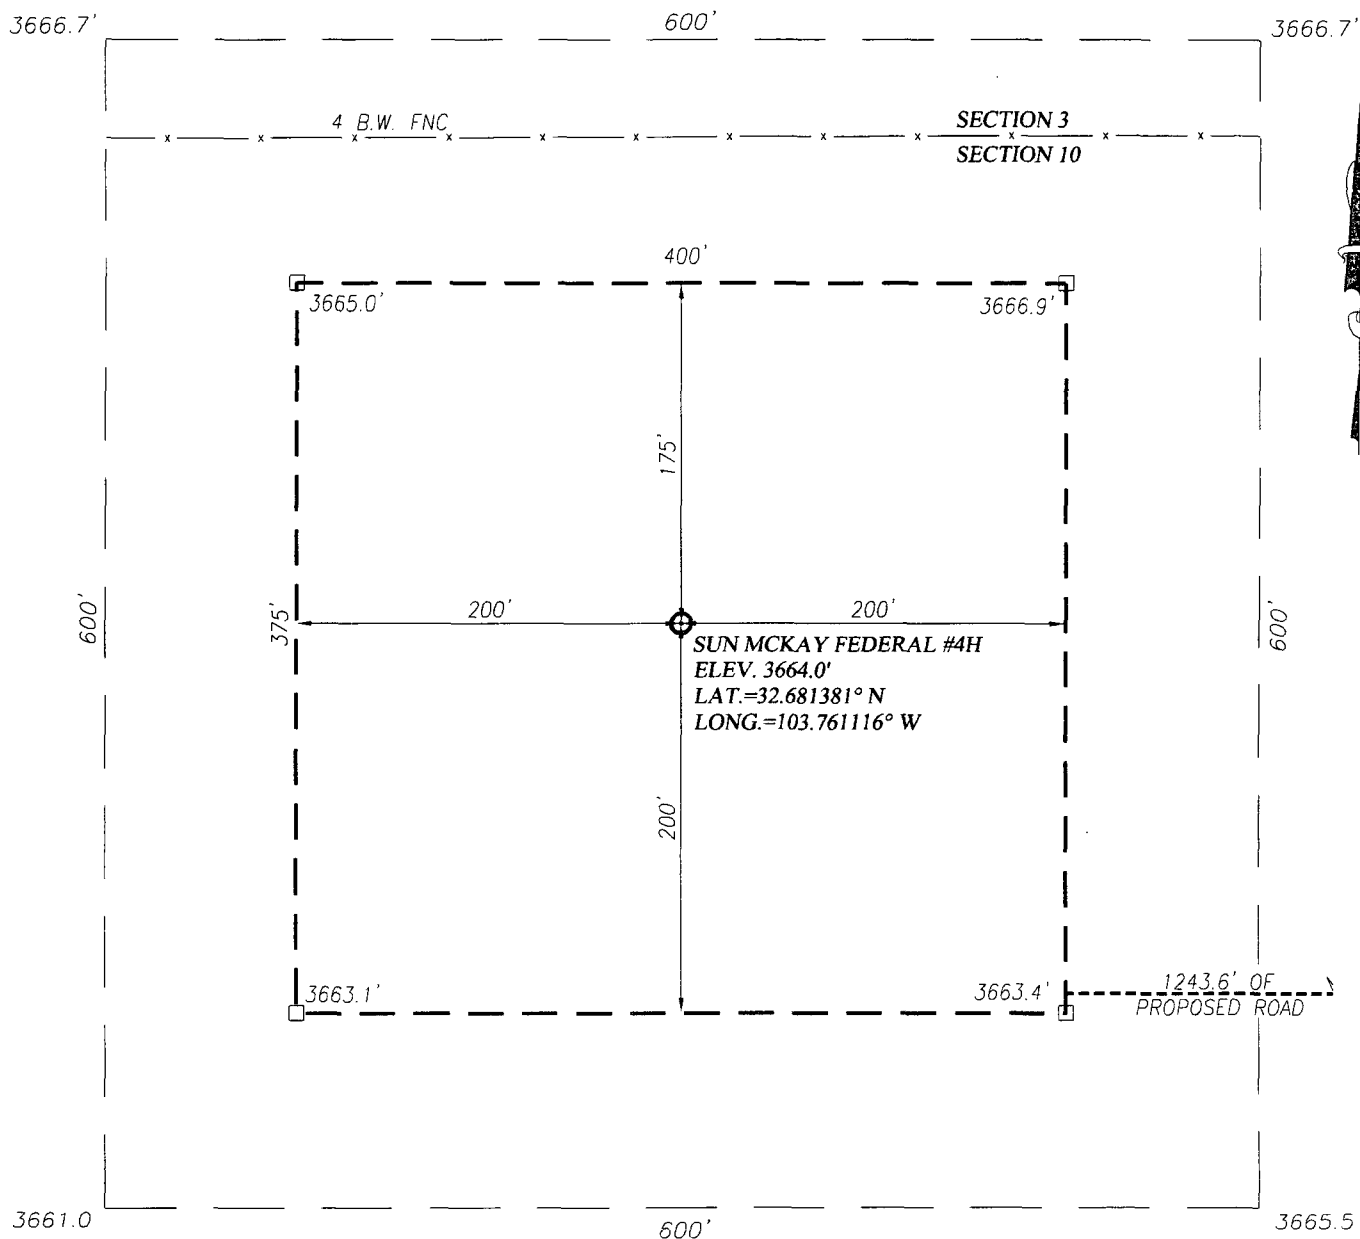 3666.7'
600'
3666.7'
4 B.W. FNC
SECTION 3
SECTION 10
400'
3665.0'
3666.9'
175'
600'
375'
200'
200'
600'
SUN MCKAY FEDERAL #4H
ELEV. 3664.0'
LAT.=32.681381° N
LONG.=103.761116° W
200'
3663.1'
3663.4'
1243.6' OF
PROPOSED ROAD
3661.0
600'
3665.5